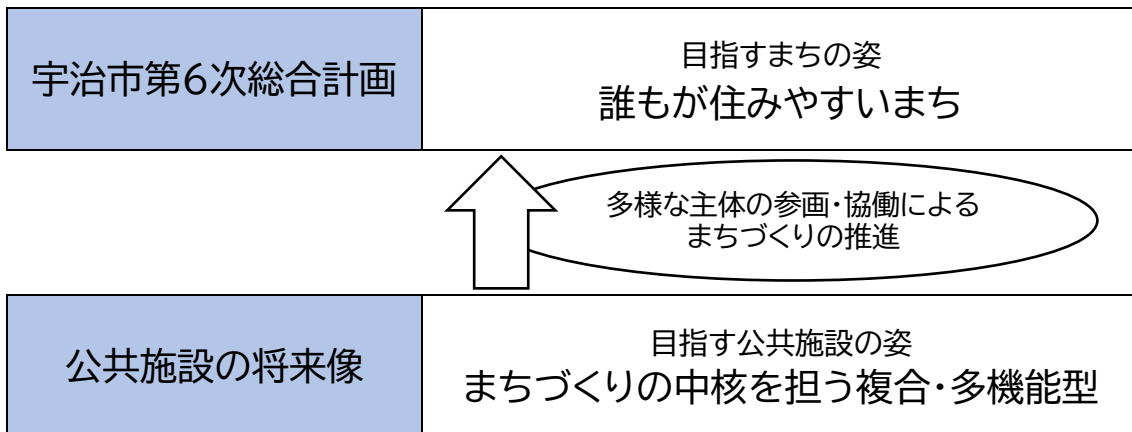 宇治市第6次総合計画
目指すまちの姿
誰もが住みやすいまち
多様な主体の参画・協働による
まちづくりの推進
公共施設の将来像
目指す公共施設の姿
まちづくりの中核を担う複合・多機能型